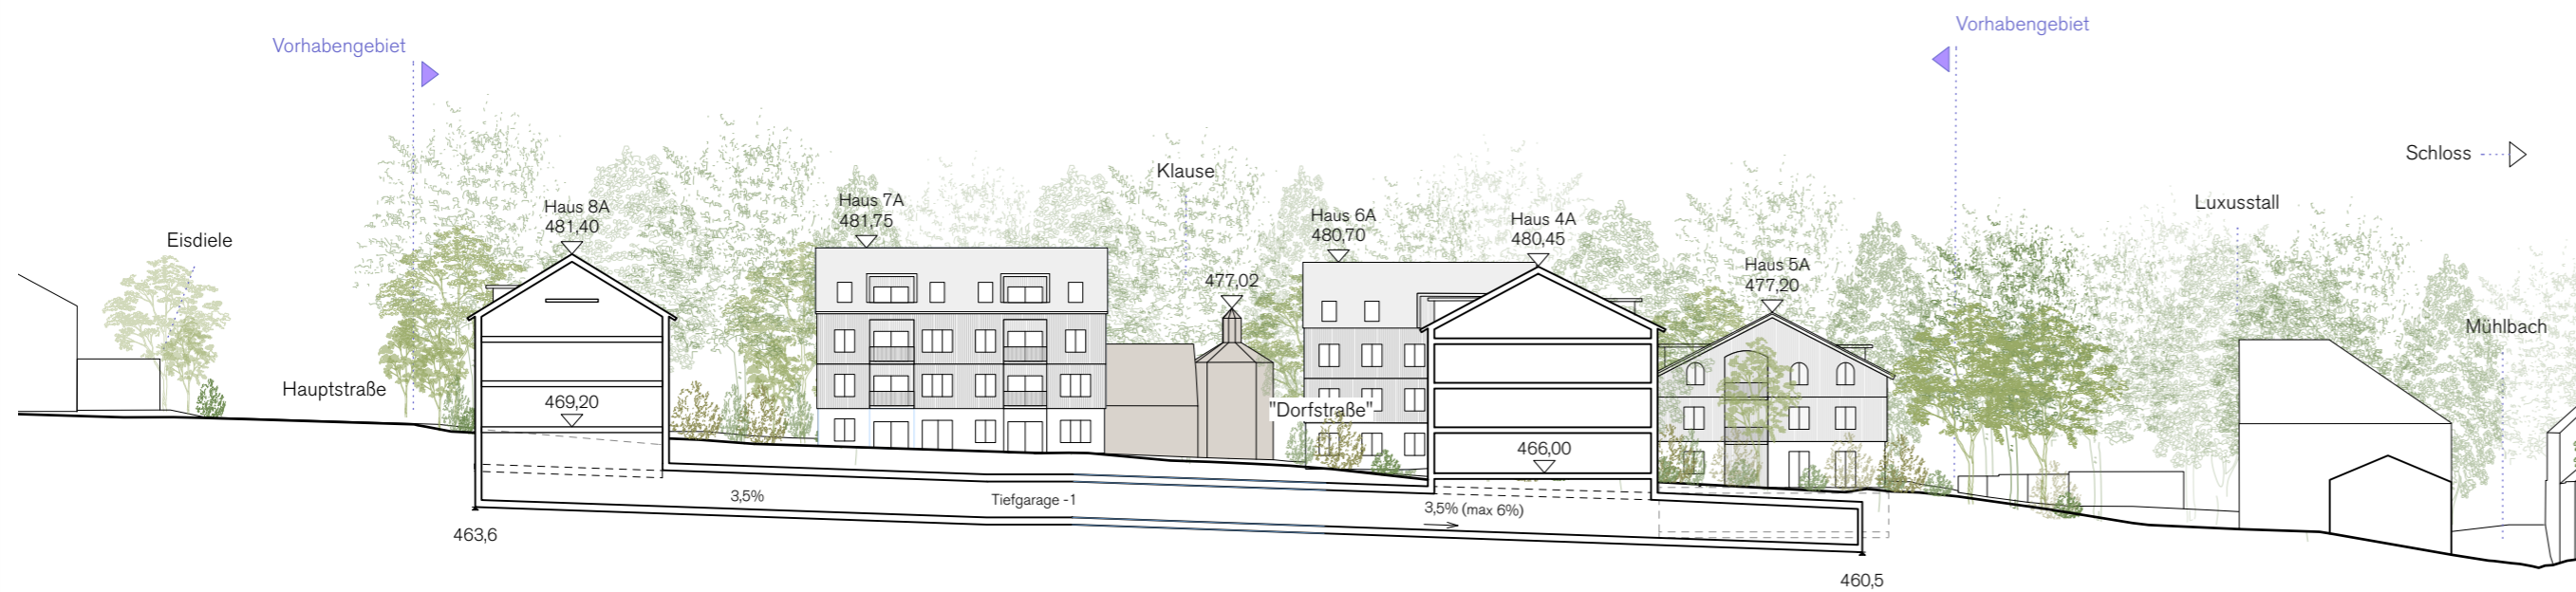 Vorhabengebiet
Vorhabengebiet
Schloss
Klause
Haus 8A
481,40
Haus 7A
481,75
Haus 6A
480,70
Haus 4A
480,45
Luxusstall
Eisdiele
477,02
Haus 5A
477,20
Mühlbach
Hauptstraße
469,20
"Dorfstraße"
466,00
3,5%
Tiefgarage -1
3,5% (max 6%)
463,6
460,5